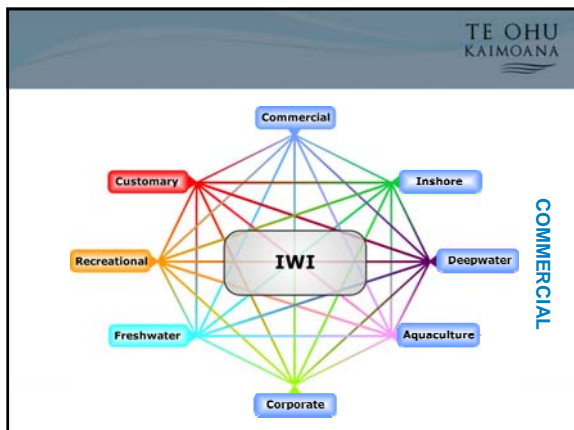 TE OHU
KAIMOANA
Commercial
Customary
Inshore
Recreational
IWI
Deepwater
COMMERCIAL
Freshwater
Aquaculture
Corporate